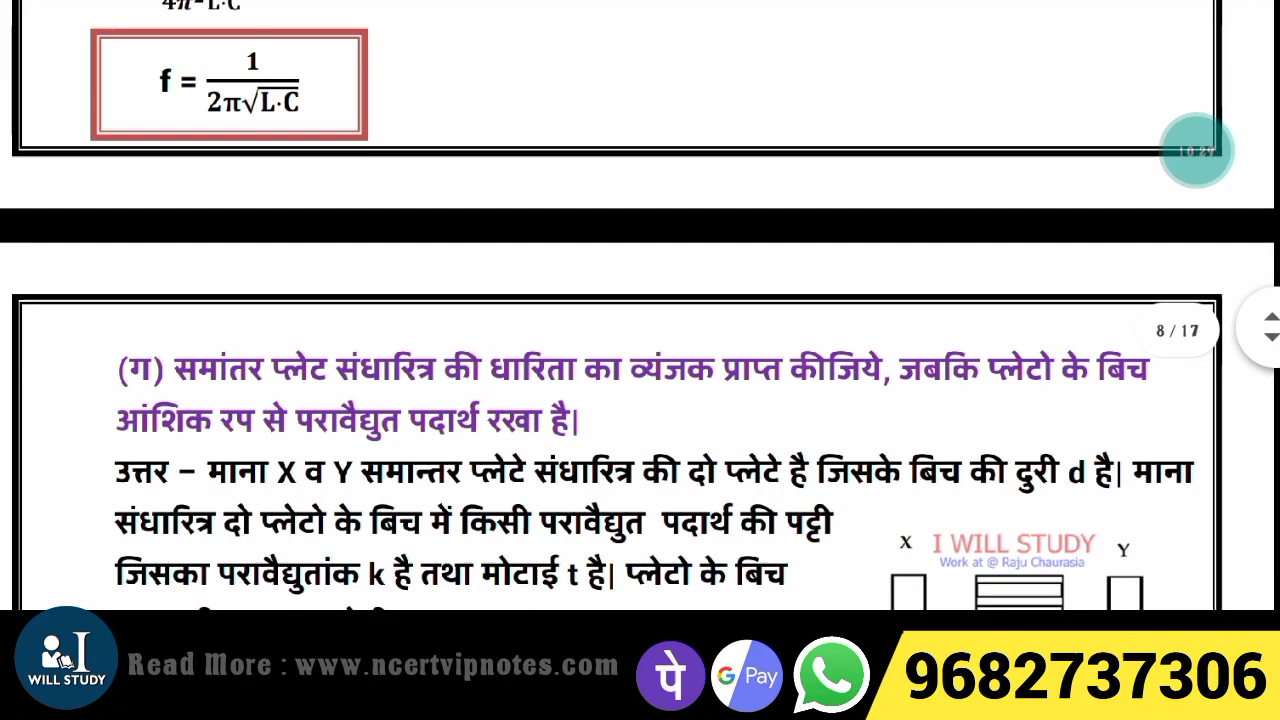 f = 1 / 2π√L·C
10:29
8 / 17
(ग) समांतर प्लेट संधारित्र की धारिता का व्यंजक प्राप्त कीजिये, जबकि प्लेटो के बिच
आंशिक रप से परावैद्युत पदार्थ रखा है|
उत्तर – माना X व Y समान्तर प्लेटे संधारित्र की दो प्लेटे है जिसके बिच की दुरी d है| माना
संधारित्र दो प्लेटो के बिच में किसी परावैद्युत पदार्थ की पट्टी
जिसका परावैद्युतांक k है तथा मोटाई t है| प्लेटो के बिच
X I WILL STUDY Y
Work at @ Raju Chaurasia
I
WILL STUDY
Read More : www.ncertvipnotes.com
पे
G Pay
9682737306